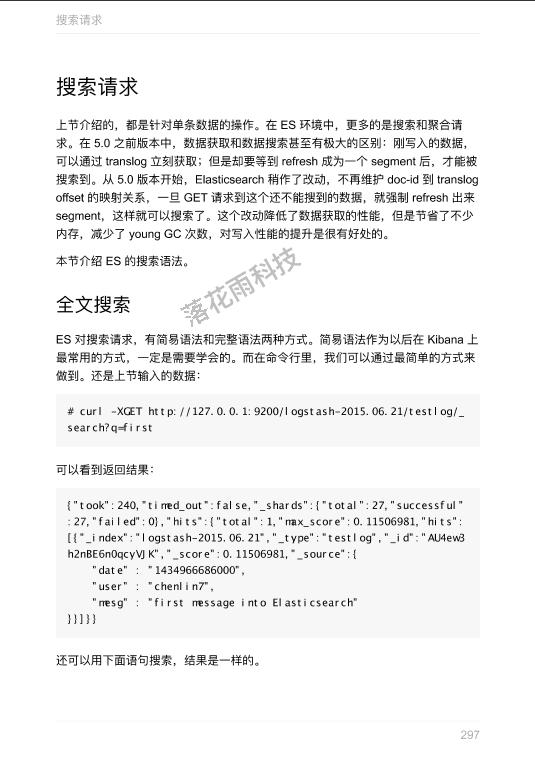 搜索请求
搜索请求
上节介绍的，都是针对单条数据的操作。在 ES 环境中，更多的是搜索和聚合请
求。在 5.0 之前版本中，数据获取和数据搜索甚至有极大的区别：刚写入的数据，
可以通过 translog 立刻获取；但是却要等到 refresh 成为一个 segment 后，才能被
搜索到。从 5.0 版本开始，Elasticsearch 稍作了改动，不再维护 doc-id 到 translog
offset 的映射关系，一旦 GET 请求到这个还不能搜到的数据，就强制 refresh 出来
segment，这样就可以搜索了。这个改动降低了数据获取的性能，但是节省了不少
内存，减少了 young GC 次数，对写入性能的提升是很有好处的。
本节介绍 ES 的搜索语法。
落花雨科技
全文搜索
ES 对搜索请求，有简易语法和完整语法两种方式。简易语法作为以后在 Kibana 上
最常用的方式，一定是需要学会的。而在命令行里，我们可以通过最简单的方式来
做到。还是上节输入的数据：
# curl -XGET http://127.0.0.1:9200/logstash-2015.06.21/testlog/_
search?q=first
可以看到返回结果：
{"took":240,"timed_out":false,"_shards":{"total":27,"successful"
:27,"failed":0},"hits":{"total":1,"max_score":0.11506981,"hits":
[{"_index":"logstash-2015.06.21","_type":"testlog","_id":"AU4ew3
h2nBE6n0qcyVJK","_score":0.11506981,"_source":{
"date" : "1434966686000",
"user" : "chenlin7",
"mesg" : "first message into Elasticsearch"
}}]}}
还可以用下面语句搜索，结果是一样的。
297